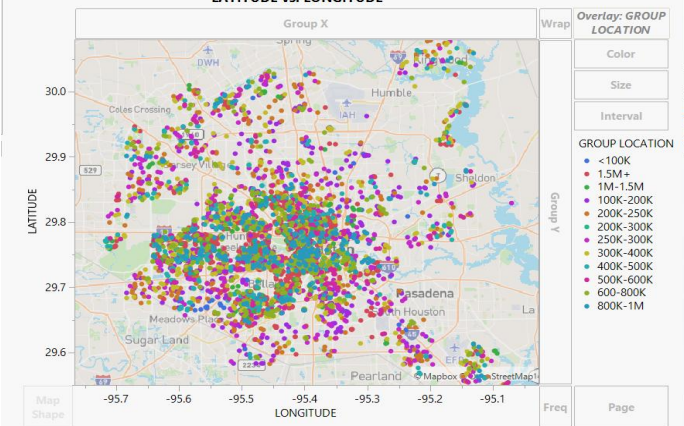 LATITUDE vs. LONGITUDE
Group X
Wrap
Overlay: GROUP
LOCATION
Color
Size
Interval
GROUP LOCATION
<100K
1.5M+
1M-1.5M
100K-200K
200K-250K
200K-300K
250K-300K
300K-400K
400K-500K
500K-600K
600-800K
800K-1M
Group Y
LATITUDE
30.0
29.9
29.8
29.7
29.6
Spring
DWH
Humble
IAH
Coles Crossing
529
Sheldon
Pasadena
South Houston
Meadows Place
Sugar Land
Pearland
EFD
La
© Mapbox
StreetMap
-95.7
-95.6
-95.5
-95.4
-95.3
-95.2
-95.1
LONGITUDE
Map
Shape
Freq
Page